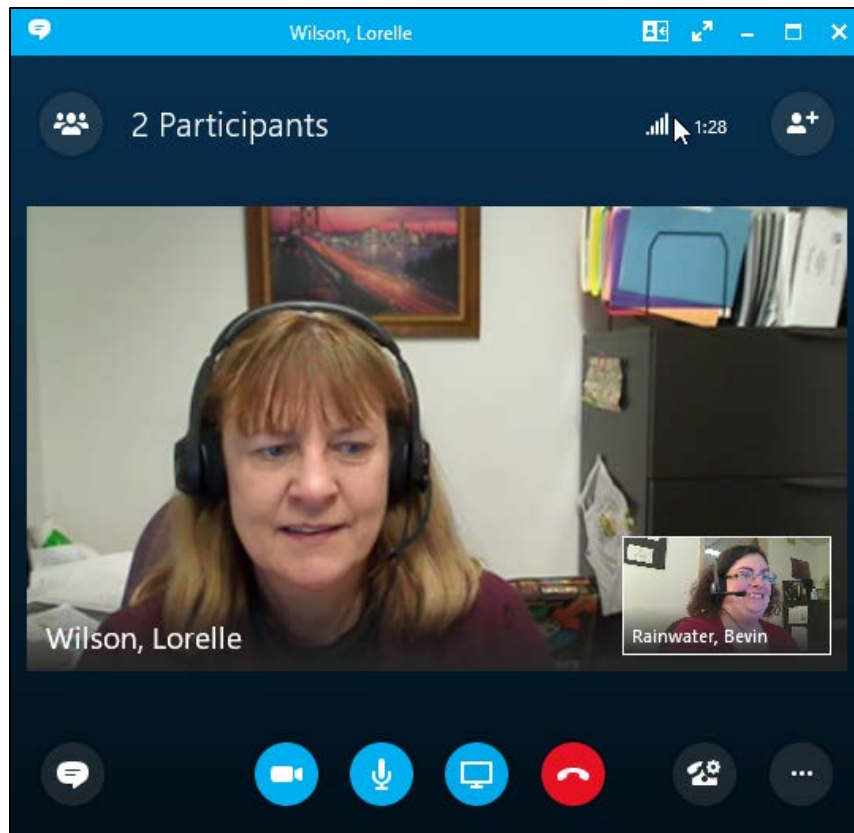 Wilson, Lorelle
2 Participants
1:28
Wilson, Lorelle
Rainwater, Bevin